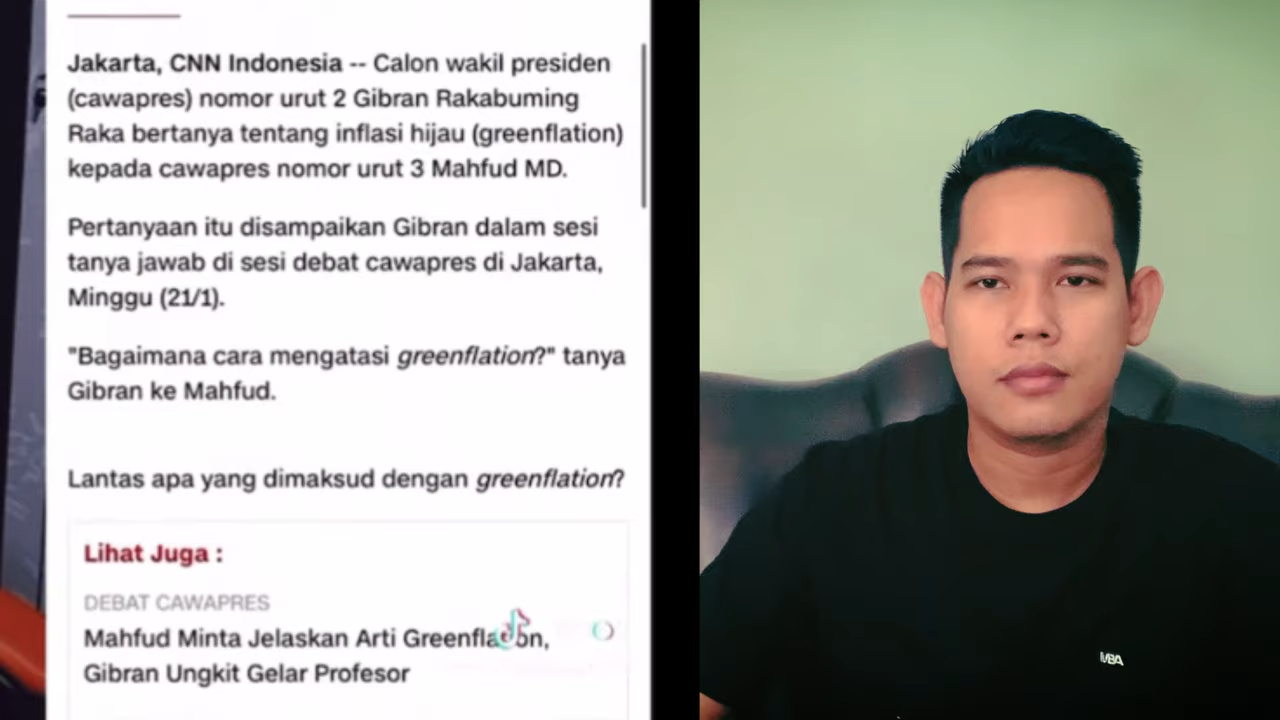 Jakarta, CNN Indonesia -- Calon wakil presiden
(cawapres) nomor urut 2 Gibran Rakabuming
Raka bertanya tentang inflasi hijau (greenflation)
kepada cawapres nomor urut 3 Mahfud MD.
Pertanyaan itu disampaikan Gibran dalam sesi
tanya jawab di sesi debat cawapres di Jakarta,
Minggu (21/1).
"Bagaimana cara mengatasi greenflation?" tanya
Gibran ke Mahfud.
Lantas apa yang dimaksud dengan greenflation?
Lihat Juga :
DEBAT CAWAPRES
Mahfud Minta Jelaskan Arti Greenflation,
Gibran Ungkit Gelar Profesor